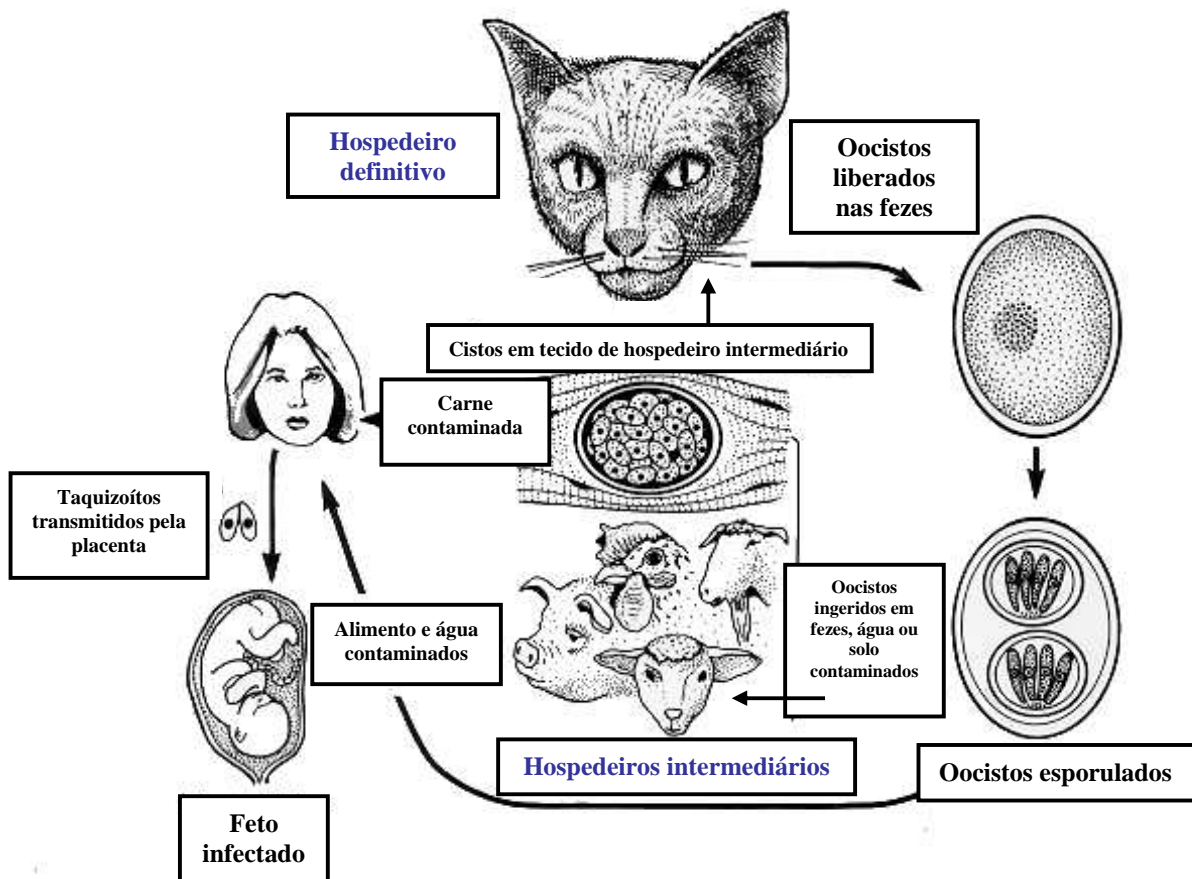 Hospedeiro
definitivo
Oocistos
liberados
nas fezes
Cistos em tecido de hospedeiro intermediário
Carne
contaminada
Taquizoítos
transmitidos pela
placenta
Alimento e água
contaminados
Oocistos
ingeridos em
fezes, água ou
solo
contaminados
Hospedeiros intermediários
Oocistos esporulados
Feto
infectado